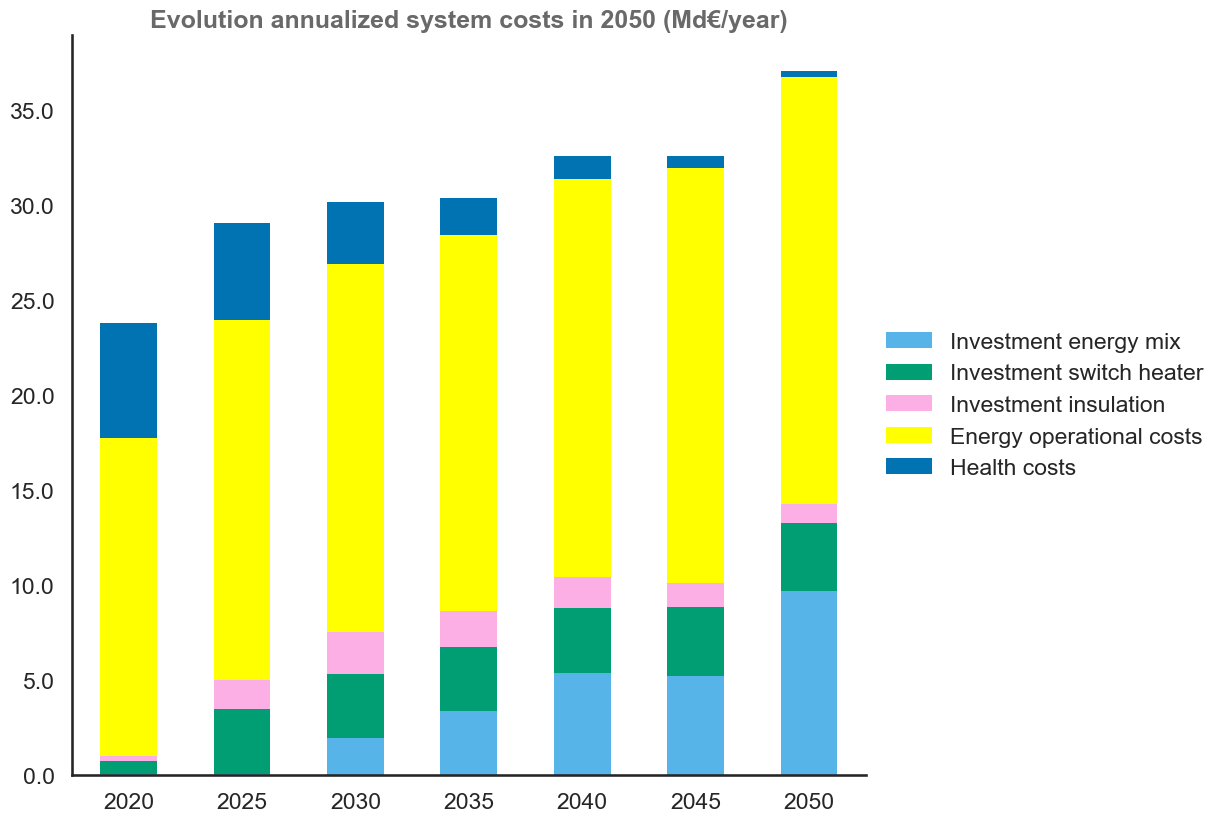 Evolution annualized system costs in 2050 (Md€/year)
35.0
30.0
25.0
20.0
15.0
10.0
5.0
0.0
2020 2025 2030 2035 2040 2045 2050
Investment energy mix
Investment switch heater
Investment insulation
Energy operational costs
Health costs